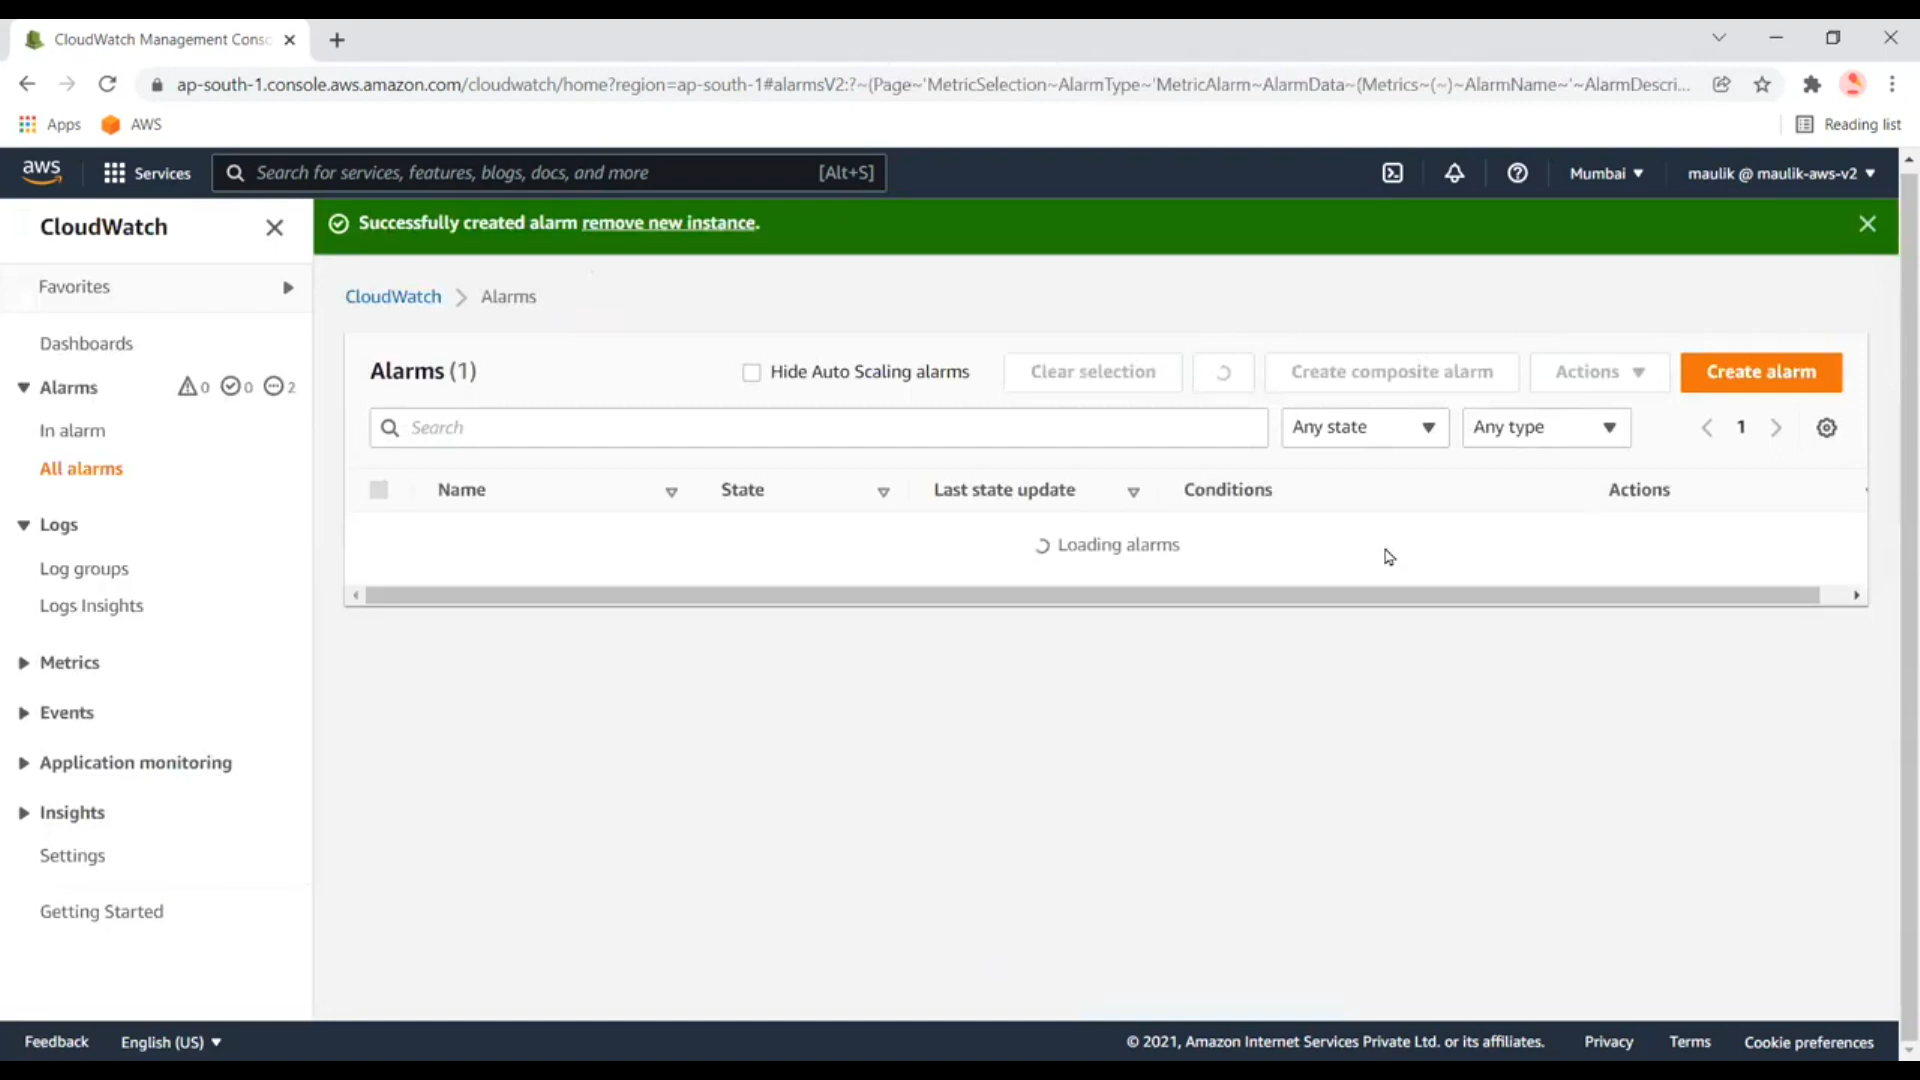 CloudWatch Management Consc
ap-south-1.console.aws.amazon.com/cloudwatch/home?region=ap-south-1#alarmsV2:?~(Page~'MetricSelection~AlarmType~'MetricAlarm~AlarmData~(Metrics~(~)~AlarmName~'~AlarmDescri...
Apps AWS Reading list
aws Services Search for services, features, blogs, docs, and more [Alt+S] Mumbai maulik @ maulik-aws-v2
CloudWatch
Successfully created alarm remove new instance.
Favorites
CloudWatch Alarms
Dashboards
Alarms 0 0 2
In alarm
All alarms
Logs
Log groups
Logs Insights
Metrics
Events
Application monitoring
Insights
Settings
Getting Started
Alarms (1) Hide Auto Scaling alarms Clear selection Create composite alarm Actions Create alarm
Search Any state Any type 1
Name State Last state update Conditions Actions
Loading alarms
Feedback English (US) © 2021, Amazon Internet Services Private Ltd. or its affiliates. Privacy Terms Cookie preferences